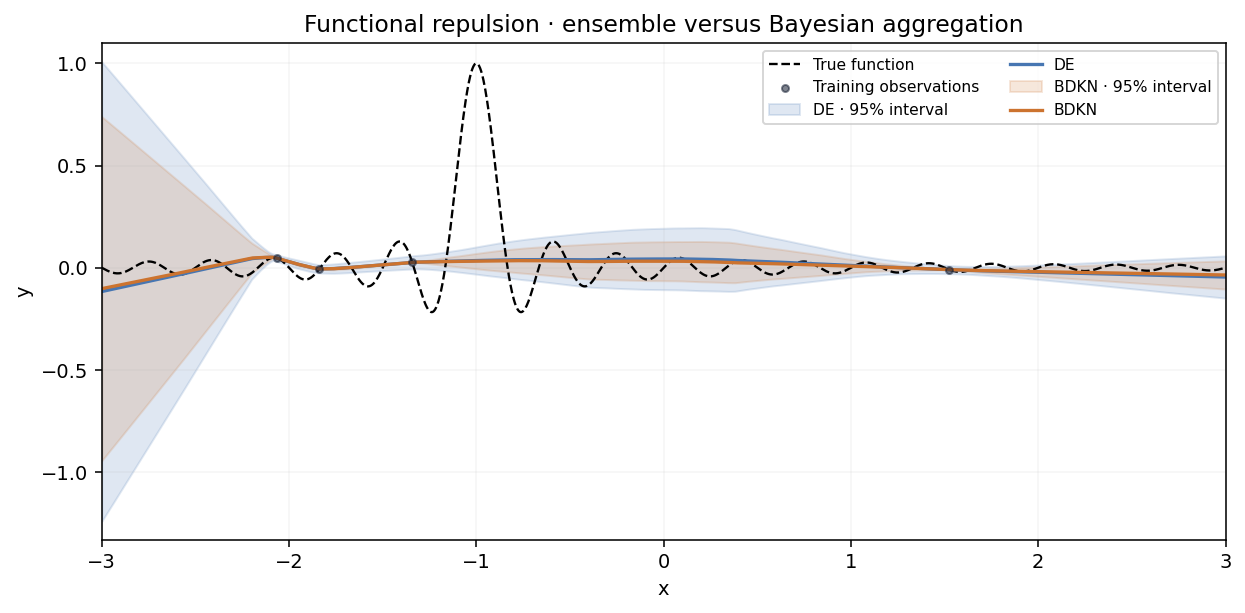 Functional repulsion · ensemble versus Bayesian aggregation
True function
Training observations
DE · 95% interval
DE
BDKN · 95% interval
BDKN
1.0
0.5
0.0
−0.5
−1.0
y
−3
−2
−1
0
1
2
3
x